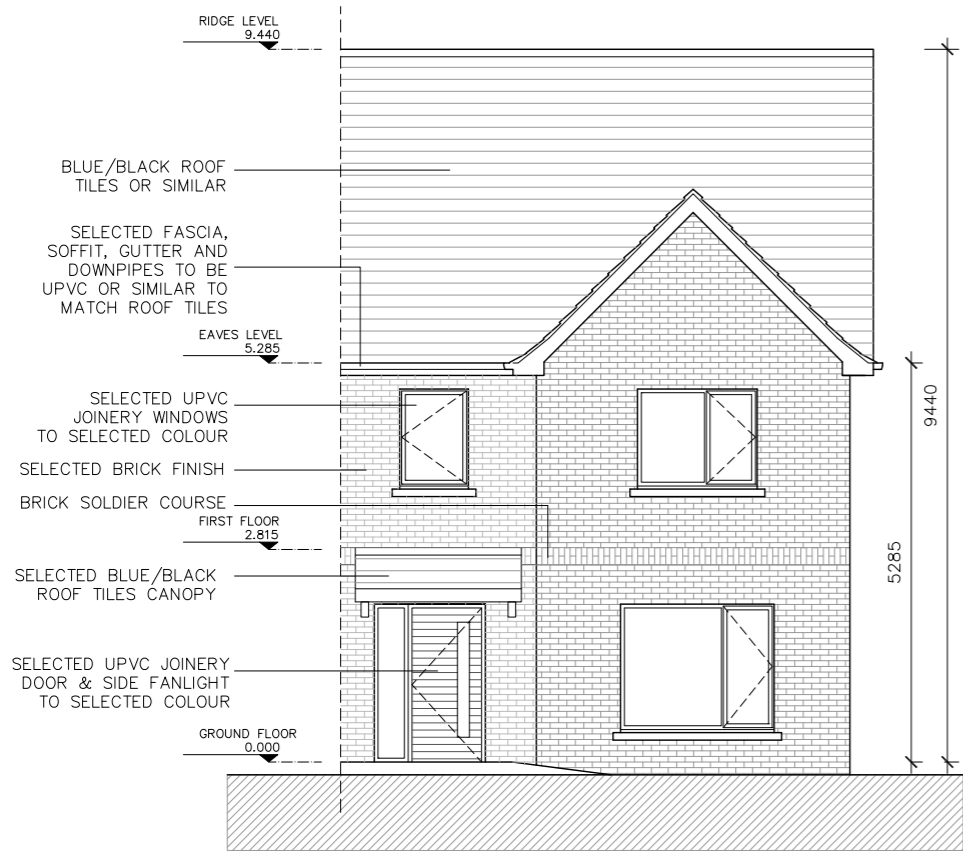 RIDGE LEVEL
9.440
BLUE/BLACK ROOF
TILES OR SIMILAR
SELECTED FASCIA,
SOFFIT, GUTTER AND
DOWNPIPES TO BE
UPVC OR SIMILAR TO
MATCH ROOF TILES
EAVES LEVEL
5.285
SELECTED UPVC
JOINERY WINDOWS
TO SELECTED COLOUR
SELECTED BRICK FINISH
BRICK SOLDIER COURSE
FIRST FLOOR
2.815
SELECTED BLUE/BLACK
ROOF TILES CANOPY
SELECTED UPVC JOINERY
DOOR & SIDE FANLIGHT
TO SELECTED COLOUR
GROUND FLOOR
0.000
5285
9440